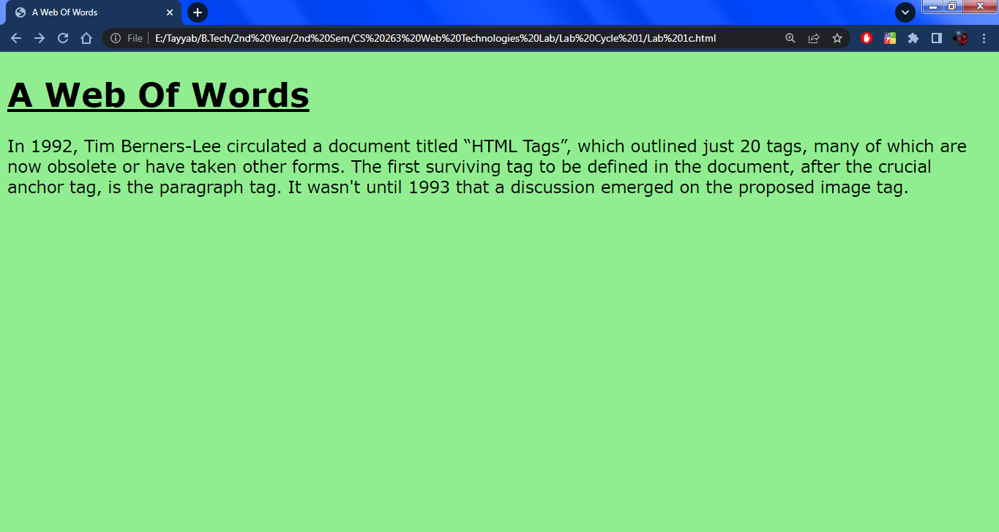 A Web Of Words
File
E:/Tayyab/B.Tech/2nd%20Year/2nd%20Sem/CS%20263%20Web%20Technologies%20Lab/Lab%20Cycle%201/Lab%201c.html
A Web Of Words
In 1992, Tim Berners-Lee circulated a document titled “HTML Tags”, which outlined just 20 tags, many of which are
now obsolete or have taken other forms. The first surviving tag to be defined in the document, after the crucial
anchor tag, is the paragraph tag. It wasn't until 1993 that a discussion emerged on the proposed image tag.